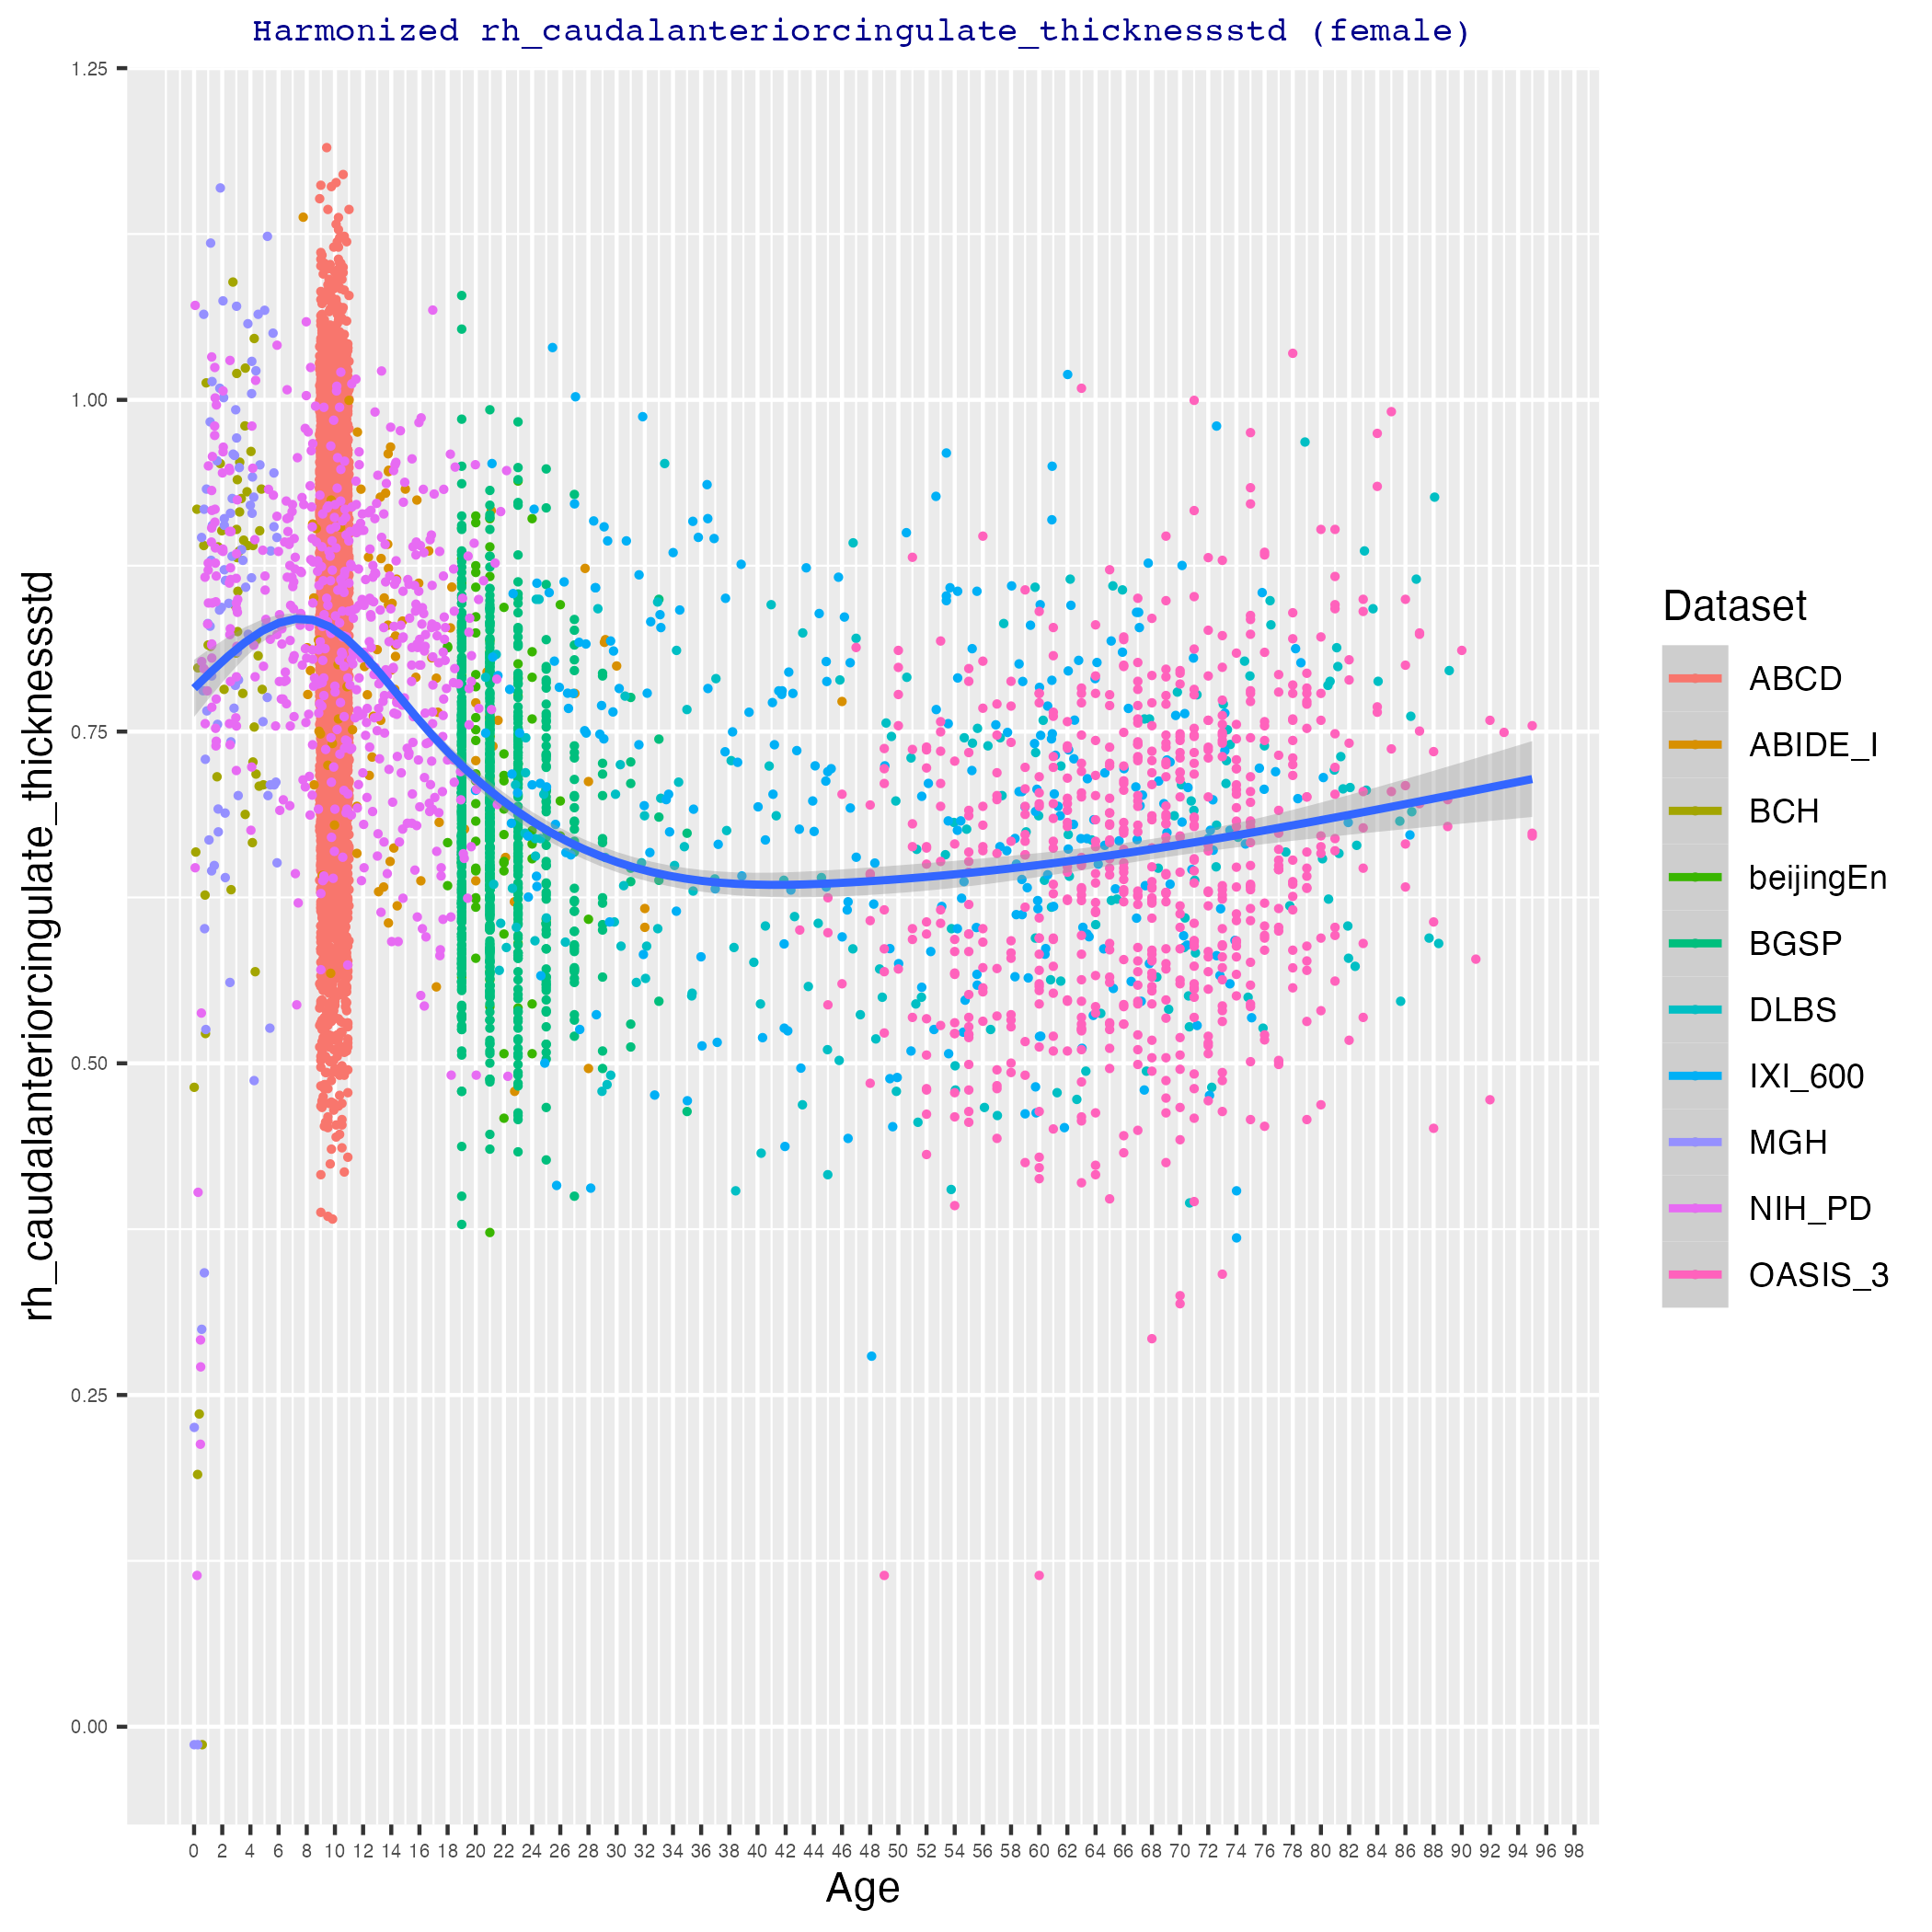 Harmonized rh_caudalanteriorcingulate_thicknessstd (female)
rh_caudalanteriorcingulate_thicknessstd
1.25
1.00
0.75
0.50
0.25
0.00
0 2 4 6 8 10 12 14 16 18 20 22 24 26 28 30 32 34 36 38 40 42 44 46 48 50 52 54 56 58 60 62 64 66 68 70 72 74 76 78 80 82 84 86 88 90 92 94 96 98
Age
Dataset
ABCD
ABIDE_I
BCH
beijingEn
BGSP
DLBS
IXI_600
MGH
NIH_PD
OASIS_3